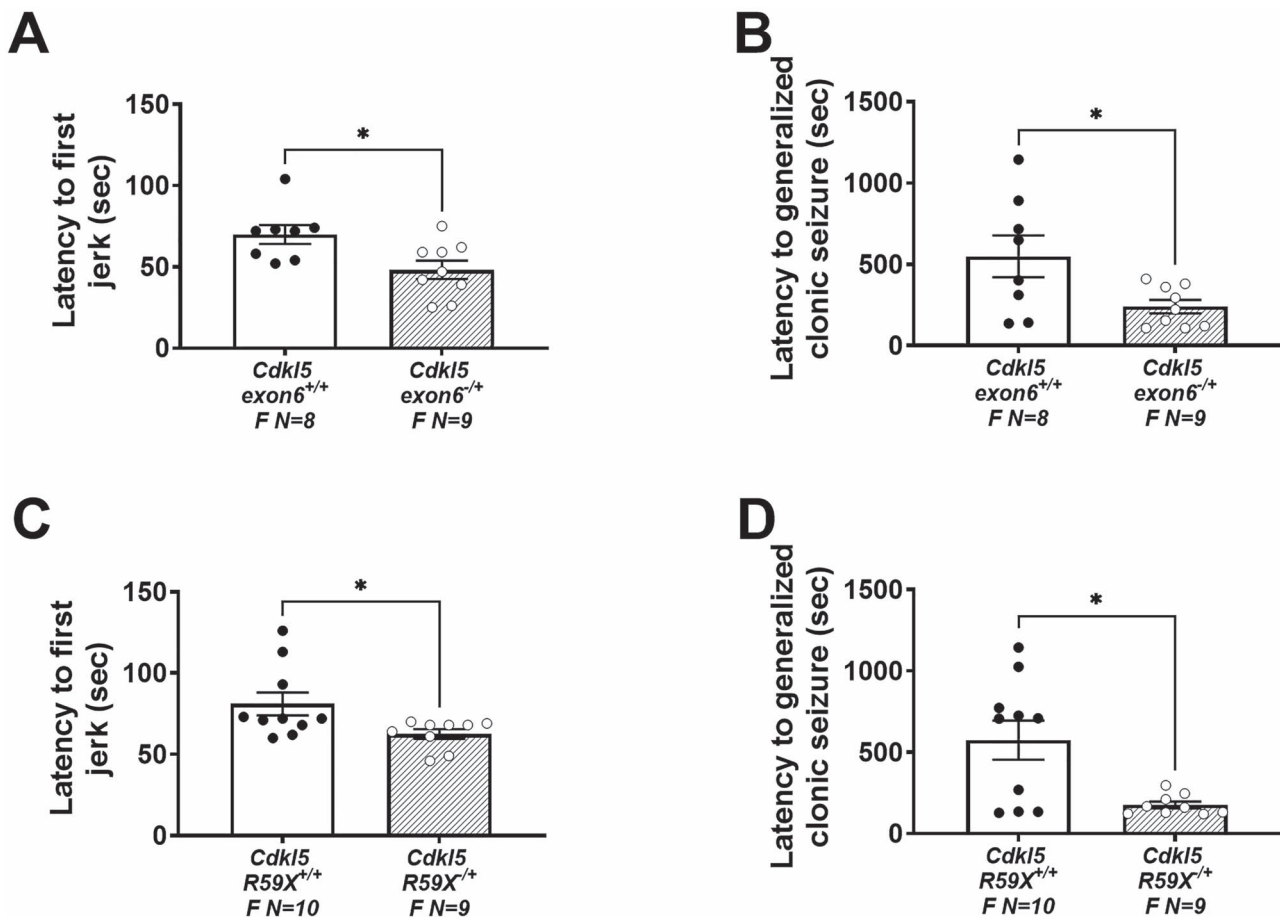 A
Latency to first
jerk (sec)
150
100
50
0
*
Cdkl5
exon6+/+
F N=8
Cdkl5
exon6-/+
F N=9
B
Latency to generalized
clonic seizure (sec)
1500
1000
500
0
*
Cdkl5
exon6+/+
F N=8
Cdkl5
exon6-/+
F N=9
C
Latency to first
jerk (sec)
150
100
50
0
*
Cdkl5
R59X+/+
F N=10
Cdkl5
R59X-/+
F N=9
D
Latency to generalized
clonic seizure (sec)
1500
1000
500
0
*
Cdkl5
R59X+/+
F N=10
Cdkl5
R59X-/+
F N=9